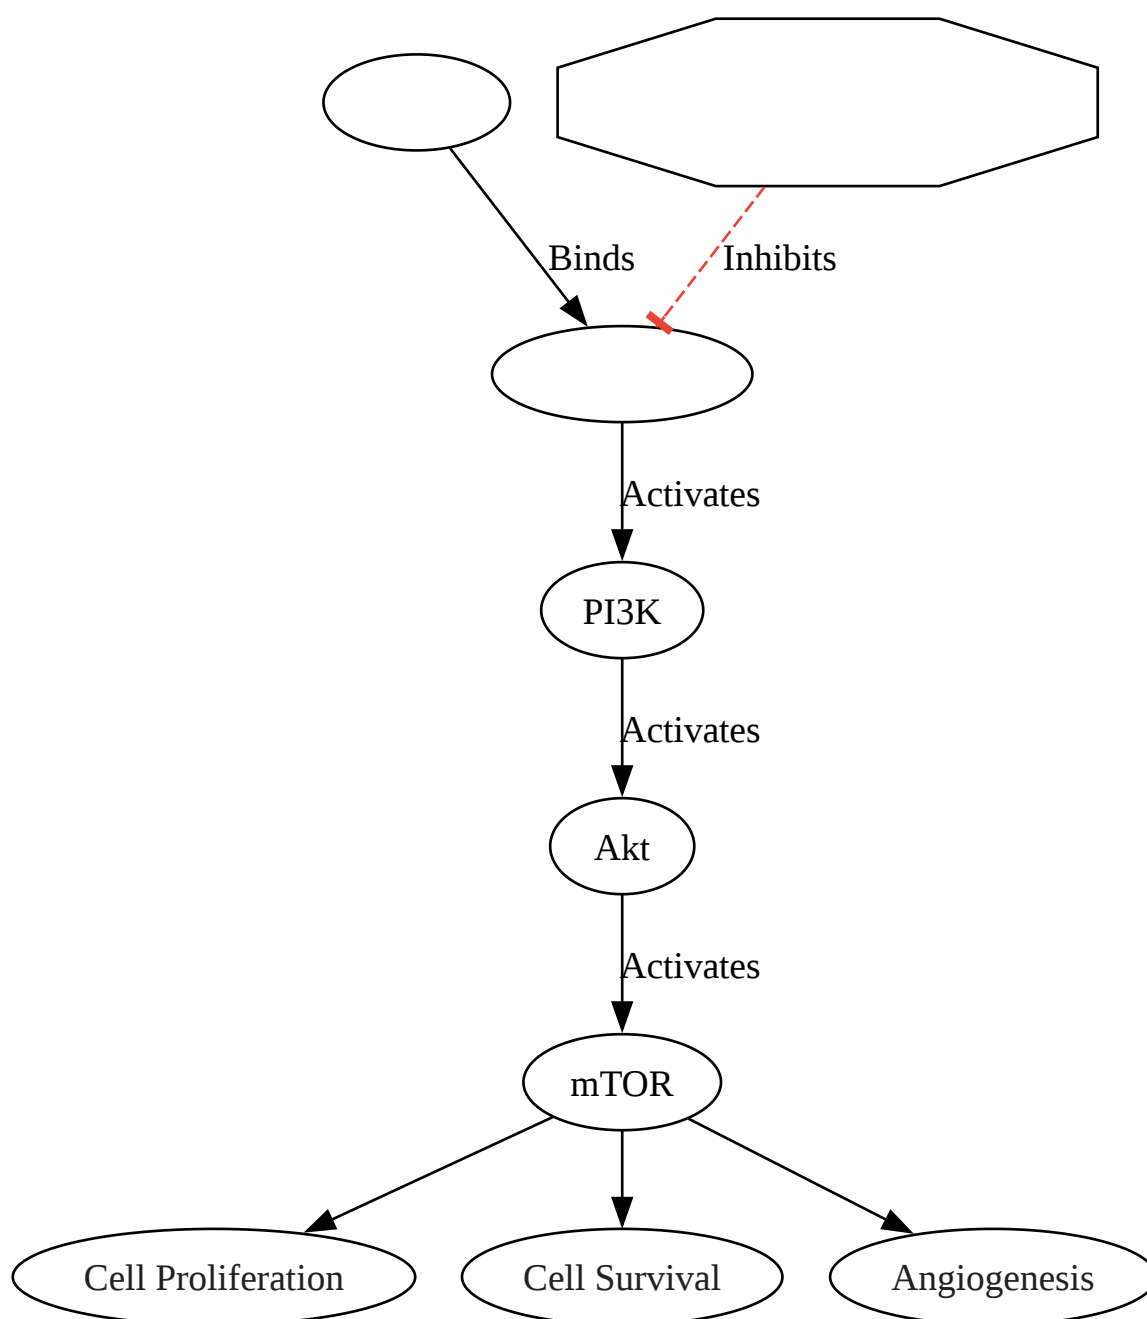 Binds
Inhibits
Activates
PI3K
Activates
Akt
Activates
mTOR
Cell Proliferation
Cell Survival
Angiogenesis